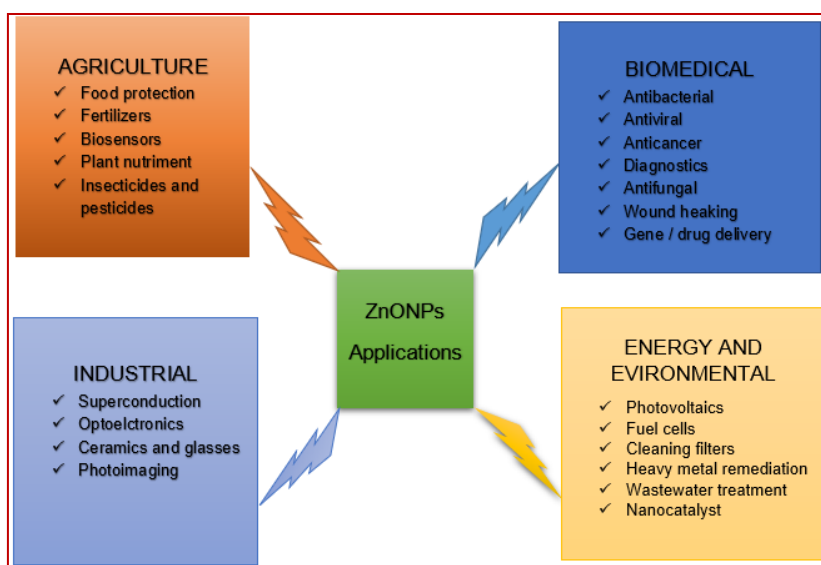 AGRICULTURE
✓ Food protection
✓ Fertilizers
✓ Biosensors
✓ Plant nutriment
✓ Insecticides and
pesticides
BIOMEDICAL
✓ Antibacterial
✓ Antiviral
✓ Anticancer
✓ Diagnostics
✓ Antifungal
✓ Wound heaking
✓ Gene / drug delivery
ZnONPs
Applications
INDUSTRIAL
✓ Superconduction
✓ Optoelctronics
✓ Ceramics and glasses
✓ Photoimaging
ENERGY AND
EVIRONMENTAL
✓ Photovoltaics
✓ Fuel cells
✓ Cleaning filters
✓ Heavy metal remediation
✓ Wastewater treatment
✓ Nanocatalyst